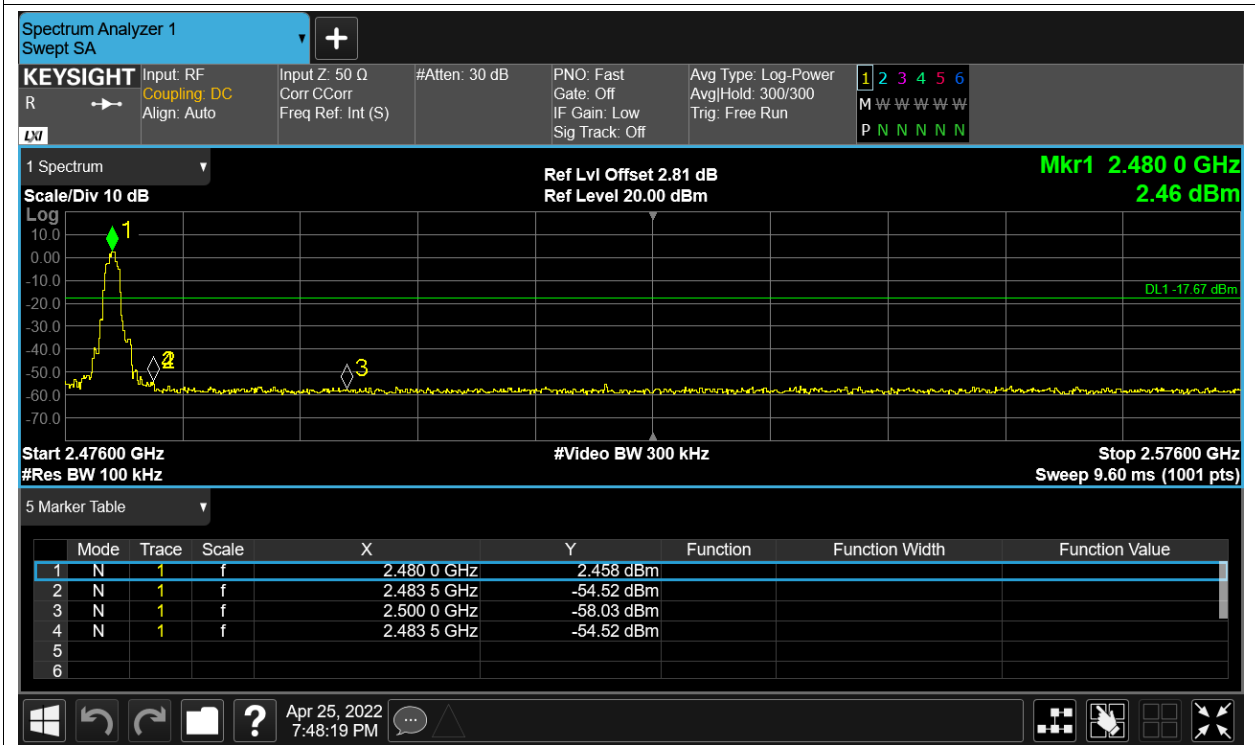 Spectrum Analyzer 1
Swept SA
KEYSIGHT Input: RF Input Z: 50 Ω #Atten: 30 dB PNO: Fast Avg Type: Log-Power 1 2 3 4 5 6
R Coupling: DC Corr CCorr Gate: Off Avg|Hold: 300/300 M W W W W W
Align: Auto Freq Ref: Int (S) IF Gain: Low Trig: Free Run
LXI Sig Track: Off P N N N N N
1 Spectrum Ref Lvl Offset 2.81 dB Mkr1 2.480 0 GHz
Scale/Div 10 dB Ref Level 20.00 dBm 2.46 dBm
Log
10.0 1
0.00
-10.0
DL1 -17.67 dBm
-20.0
-30.0
-40.0
2 3
-50.0
-60.0
-70.0
Start 2.47600 GHz #Video BW 300 kHz Stop 2.57600 GHz
#Res BW 100 kHz Sweep 9.60 ms (1001 pts)
5 Marker Table
Mode Trace Scale X Y Function Function Width Function Value
1 N 1 f 2.480 0 GHz 2.458 dBm
2 N 1 f 2.483 5 GHz -54.52 dBm
3 N 1 f 2.500 0 GHz -58.03 dBm
4 N 1 f 2.483 5 GHz -54.52 dBm
5
6
? Apr 25, 2022
7:48:19 PM